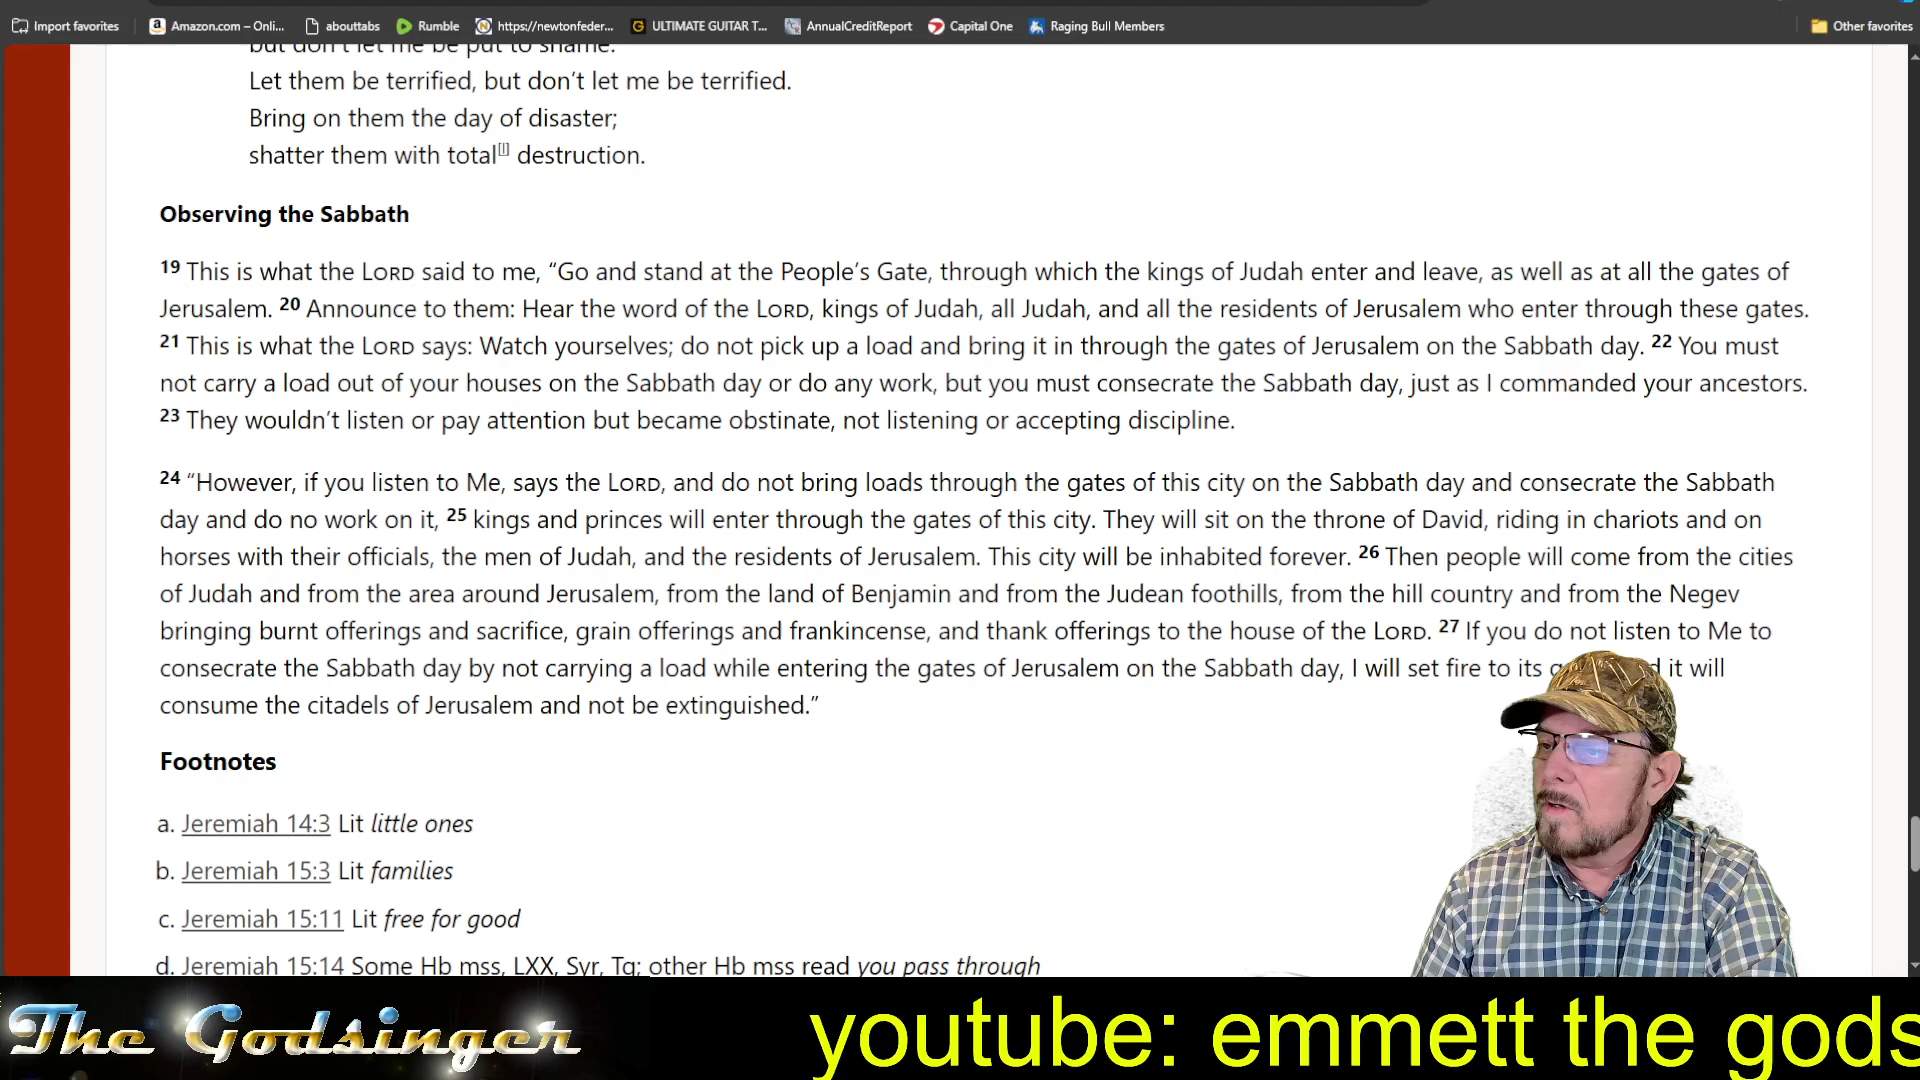 Import favorites Amazon.com – Onli... abouttabs Rumble https://newtonfeder... ULTIMATE GUITAR T... AnnualCreditReport Capital One Raging Bull Members Other favorites
but don’t let me be put to shame.
Let them be terrified, but don’t let me be terrified.
Bring on them the day of disaster;
shatter them with total[l] destruction.
Observing the Sabbath
19 This is what the LORD said to me, “Go and stand at the People’s Gate, through which the kings of Judah enter and leave, as well as at all the gates of
Jerusalem. 20 Announce to them: Hear the word of the LORD, kings of Judah, all Judah, and all the residents of Jerusalem who enter through these gates.
21 This is what the LORD says: Watch yourselves; do not pick up a load and bring it in through the gates of Jerusalem on the Sabbath day. 22 You must
not carry a load out of your houses on the Sabbath day or do any work, but you must consecrate the Sabbath day, just as I commanded your ancestors.
23 They wouldn’t listen or pay attention but became obstinate, not listening or accepting discipline.
24 “However, if you listen to Me, says the LORD, and do not bring loads through the gates of this city on the Sabbath day and consecrate the Sabbath
day and do no work on it, 25 kings and princes will enter through the gates of this city. They will sit on the throne of David, riding in chariots and on
horses with their officials, the men of Judah, and the residents of Jerusalem. This city will be inhabited forever. 26 Then people will come from the cities
of Judah and from the area around Jerusalem, from the land of Benjamin and from the Judean foothills, from the hill country and from the Negev
bringing burnt offerings and sacrifice, grain offerings and frankincense, and thank offerings to the house of the LORD. 27 If you do not listen to Me to
consecrate the Sabbath day by not carrying a load while entering the gates of Jerusalem on the Sabbath day, I will set fire to its it will
consume the citadels of Jerusalem and not be extinguished.”
Footnotes
a. Jeremiah 14:3 Lit little ones
b. Jeremiah 15:3 Lit families
c. Jeremiah 15:11 Lit free for good
d. Jeremiah 15:14 Some Hb mss, LXX, Syr, Tg; other Hb mss read you pass through
The Godsinger
youtube: emmett the gods